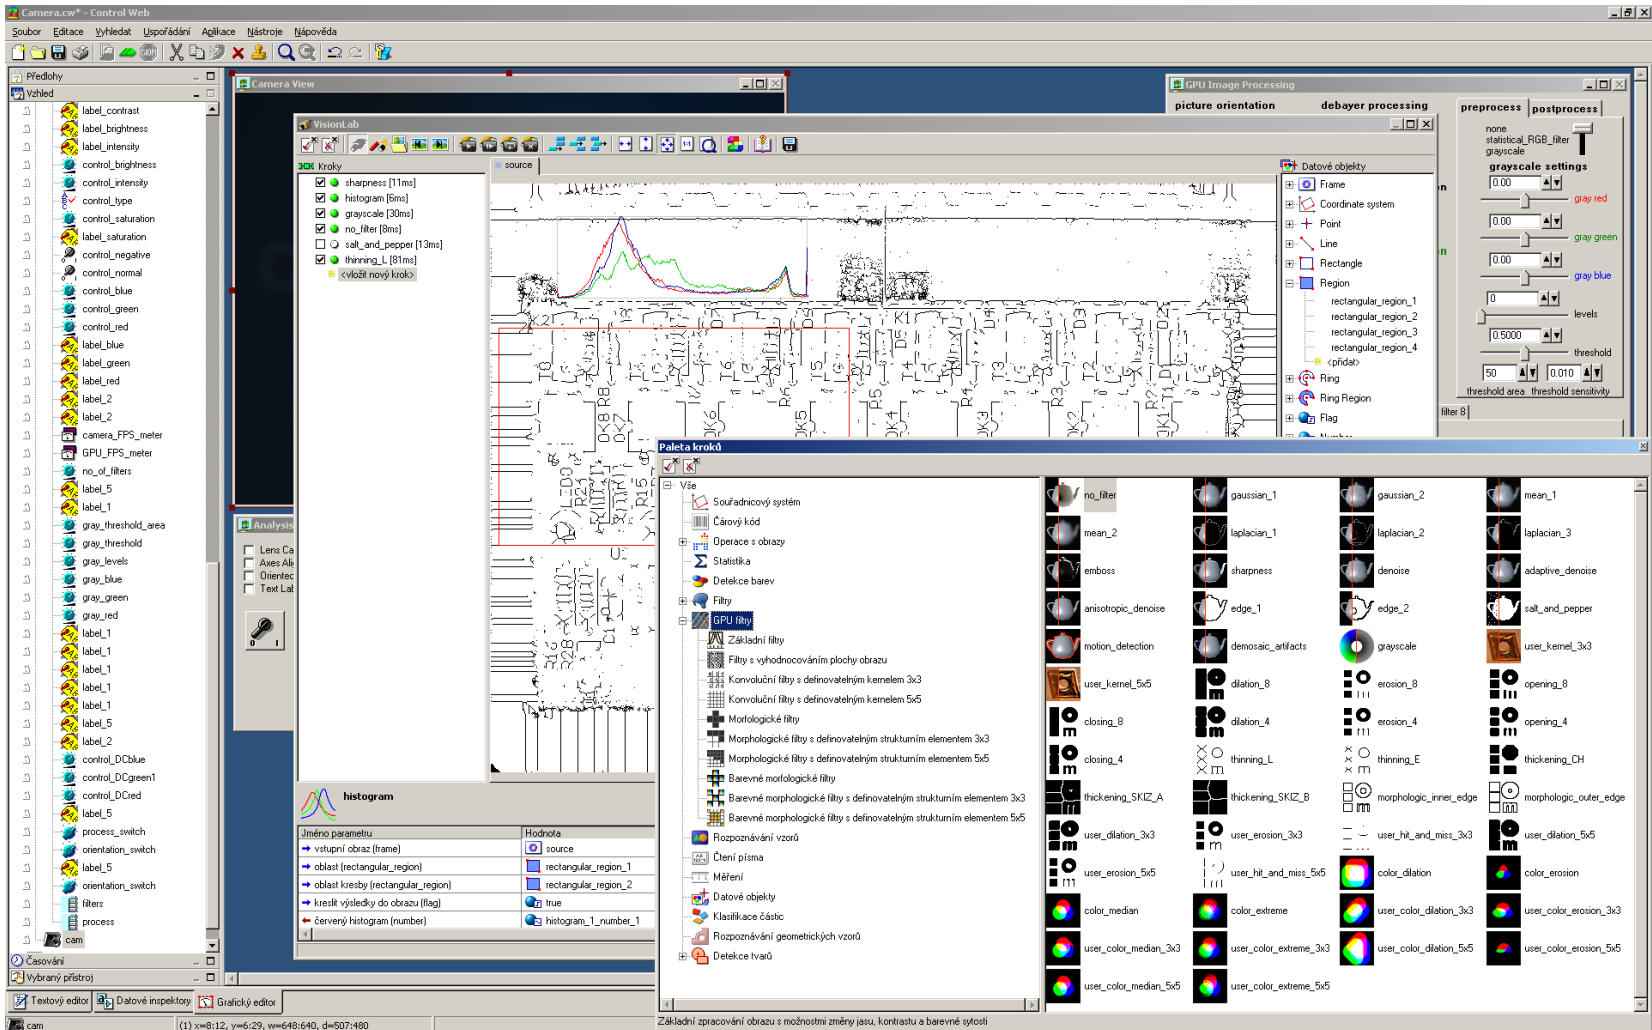 Camera.cw* - Control Web
Soubor Editace Vyhledat Uspořádání Aplikace Nástroje Nápověda
Předlohy
Vzhled
label_contrast
label_brightness
label_intensity
control_brightness
control_intensity
control_type
control_saturation
label_saturation
control_negative
control_normal
control_blue
control_green
control_red
label_blue
label_green
label_red
label_2
label_2
camera_FPS_meter
GPU_FPS_meter
no_of_filters
label_5
label_1
gray_threshold_area
gray_threshold
gray_levels
gray_blue
gray_green
gray_red
label_1
label_1
label_1
label_1
label_1
label_5
label_2
control_DCblue
control_DCgreen1
control_DCred
label_5
process_switch
orientation_switch
label_5
orientation_switch
filters
process
cam
Časování
Vybraný přístroj
Textový editor Datové inspektory Grafický editor
cam (1) x=8:12, y=6:29, w=648:640, d=507:480
Camera View
Analysis
Lens Ca
Axes Ali
Oriented
Text Lab
0 1
VisionLab
Kroky
sharpness [11ms]
histogram [6ms]
grayscale [30ms]
no_filter [8ms]
salt_and_pepper [13ms]
thinning_L [81ms]
<vložit nový krok>
source
histogram
Jméno parametru Hodnota
vstupní obraz (frame) source
oblast (rectangular_region) rectangular_region_1
oblast kresby (rectangular_region) rectangular_region_2
kreslit výsledky do obrazu (flag) true
červený histogram (number) histogram_1_number_1
Datové objekty
Frame
Coordinate system
Point
Line
Rectangle
Region
rectangular_region_1
rectangular_region_2
rectangular_region_3
rectangular_region_4
<přidat>
Ring
Ring Region
Flag
GPU Image Processing
picture orientation debayer processing
preprocess postprocess
none
statistical_RGB_filter
grayscale
grayscale settings
0.00
gray red
0.00
gray green
0.00
gray blue
0
levels
0.5000
threshold
50 0.010
threshold area threshold sensitivity
filter 8
Paleta kroků
Vše
Souřadnicový systém
Čárový kód
Operace s obrazy
Statistika
Detekce barev
Filtry
GPU filtry
Základní filtry
Filtry s vyhodnocováním plochy obrazu
Konvoluční filtry s definovatelným kernelem 3x3
Konvoluční filtry s definovatelným kernelem 5x5
Morfologické filtry
Morphologické filtry s definovatelným strukturním elementem 3x3
Morphologické filtry s definovatelným strukturním elementem 5x5
Barevné morfologické filtry
Barevné morphologické filtry s definovatelným strukturním elementem 3x3
Barevné morphologické filtry s definovatelným strukturním elementem 5x5
Rozpoznávání vzorů
Čtení písma
Měření
Datové objekty
Klasifikace částic
Rozpoznávání geometrických vzorů
Detekce tvarů
no_filter gaussian_1 gaussian_2 mean_1
mean_2 laplacian_1 laplacian_2 laplacian_3
emboss sharpness denoise adaptive_denoise
anisotropic_denoise edge_1 edge_2 salt_and_pepper
motion_detection demosaic_artifacts grayscale user_kernel_3x3
user_kernel_5x5 dilation_8 erosion_8 opening_8
closing_8 dilation_4 erosion_4 opening_4
closing_4 thinning_L thinning_E thickening_CH
thickening_SKIZ_A thickening_SKIZ_B morphologic_inner_edge morphologic_outer_edge
user_dilation_3x3 user_erosion_3x3 user_hit_and_miss_3x3 user_dilation_5x5
user_erosion_5x5 user_hit_and_miss_5x5 color_dilation color_erosion
color_median color_extreme user_color_dilation_3x3 user_color_erosion_3x3
user_color_median_3x3 user_color_extreme_3x3 user_color_dilation_5x5 user_color_erosion_5x5
user_color_median_5x5 user_color_extreme_5x5
Základní zpracování obrazu s možnostmi změny jasu, kontrastu a barevné sytosti